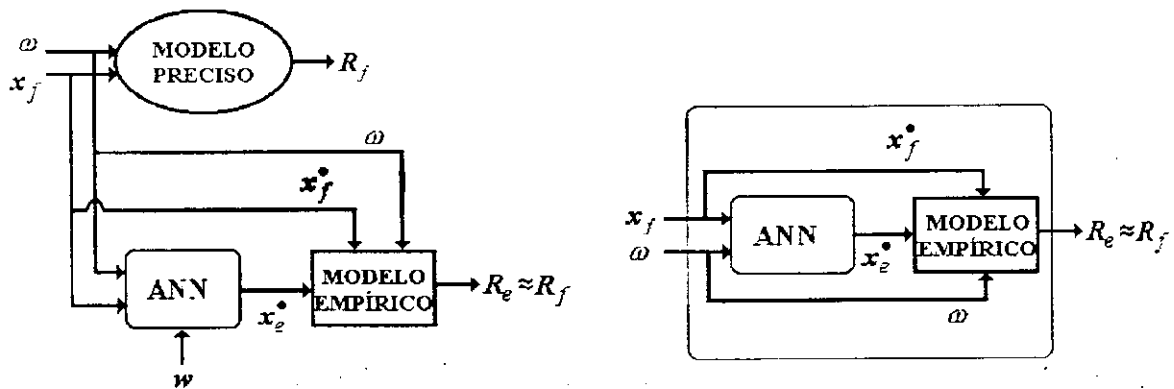 ω
x_f
MODELO
PRECISO
R_f
ω
x_f^•
ANN
x_e^•
MODELO
EMPÍRICO
R_e ≈ R_f
w
x_f^•
x_f
ω
ANN
x_e^•
MODELO
EMPÍRICO
R_e ≈ R_f
ω